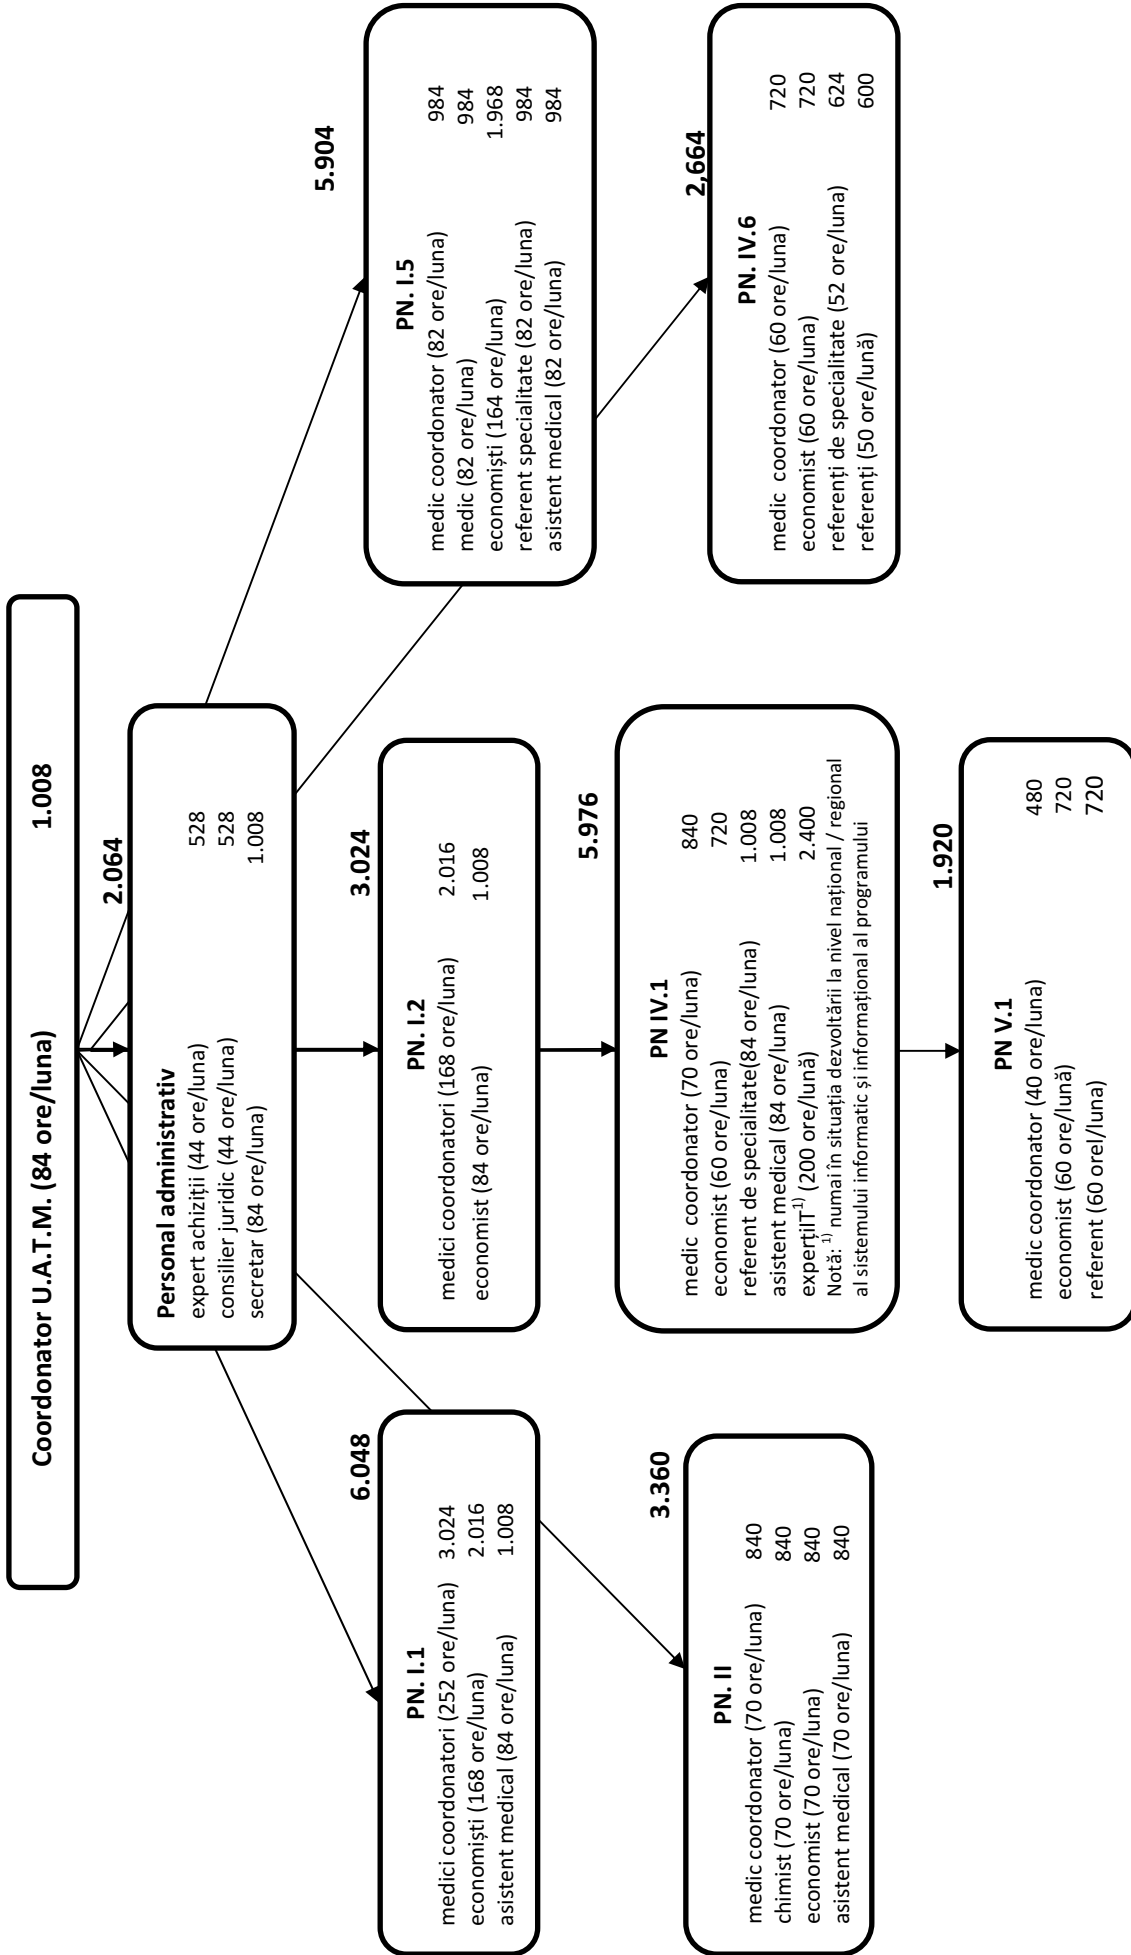 Coordonator U.A.T.M. (84 ore/luna) 1.008
2.064
Personal administrativ
expert achiziții (44 ore/luna) 528
consilier juridic (44 ore/luna) 528
secretar (84 ore/luna) 1.008
6.048
PN. I.1
medici coordonatori (252 ore/luna) 3.024
economiști (168 ore/luna) 2.016
asistent medical (84 ore/luna) 1.008
3.024
PN. I.2
medici coordonatori (168 ore/luna) 2.016
economist (84 ore/luna) 1.008
5.904
PN. I.5
medic coordonator (82 ore/luna) 984
medic (82 ore/luna) 984
economiști (164 ore/luna) 1.968
referent specialitate (82 ore/luna) 984
asistent medical (82 ore/luna) 984
3.360
PN. II
medic coordonator (70 ore/luna) 840
chimist (70 ore/luna) 840
economist (70 ore/luna) 840
asistent medical (70 ore/luna) 840
5.976
PN IV.1
medic coordonator (70 ore/luna) 840
economist (60 ore/luna) 720
referent de specialitate(84 ore/luna) 1.008
asistent medical (84 ore/luna) 1.008
experțiIT1) (200 ore/lună) 2.400
Notă: 1) numai în situația dezvoltării la nivel național / regional
al sistemului informatic și informațional al programului
2,664
PN. IV.6
medic coordonator (60 ore/luna) 720
economist (60 ore/luna) 720
referenți de specialitate (52 ore/luna) 624
referenți (50 ore/lună) 600
1.920
PN V.1
medic coordonator (40 ore/luna) 480
economist (60 ore/lună) 720
referent (60 orel/luna) 720